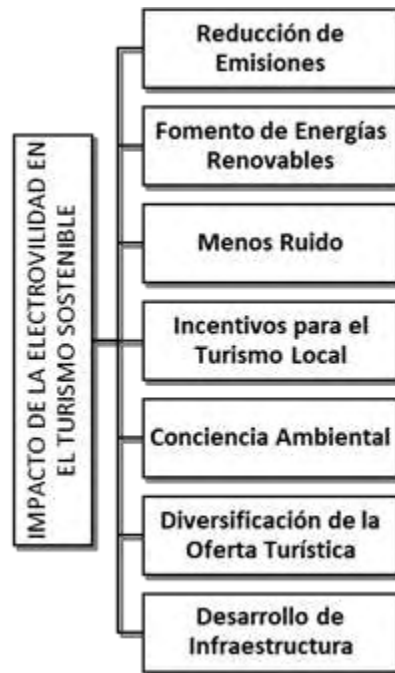 IMPACTO DE LA ELECTROVILIDAD EN
EL TURISMO SOSTENIBLE
Reducción de
Emisiones
Fomento de Energías
Renovables
Menos Ruido
Incentivos para el
Turismo Local
Conciencia Ambiental
Diversificación de la
Oferta Turística
Desarrollo de
Infraestructura